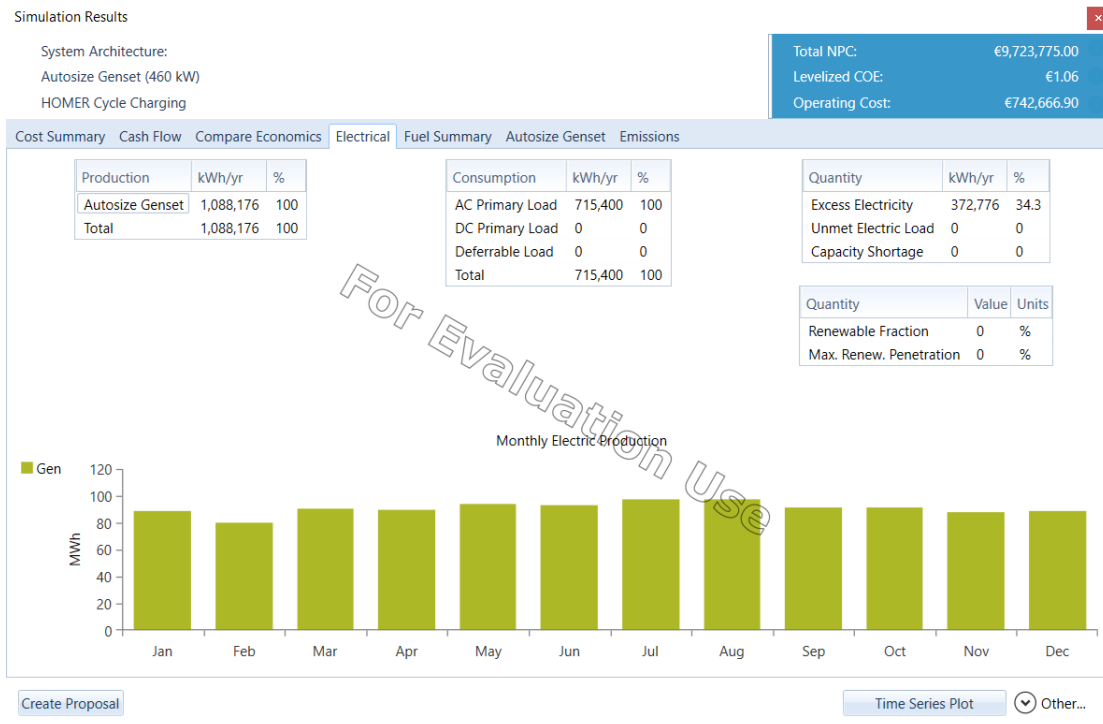 Simulation Results
×
System Architecture:
Autosize Genset (460 kW)
HOMER Cycle Charging
Total NPC: €9,723,775.00
Levelized COE: €1.06
Operating Cost: €742,666.90
Cost Summary Cash Flow Compare Economics Electrical Fuel Summary Autosize Genset Emissions
Production kWh/yr %
Autosize Genset 1,088,176 100
Total 1,088,176 100
Consumption kWh/yr %
AC Primary Load 715,400 100
DC Primary Load 0 0
Deferrable Load 0 0
Total 715,400 100
Quantity kWh/yr %
Excess Electricity 372,776 34.3
Unmet Electric Load 0 0
Capacity Shortage 0 0
Quantity Value Units
Renewable Fraction 0 %
Max. Renew. Penetration 0 %
For Evaluation Use
Monthly Electric Production
Gen
MWh
120
100
80
60
40
20
0
Jan Feb Mar Apr May Jun Jul Aug Sep Oct Nov Dec
Create Proposal
Time Series Plot
Other...